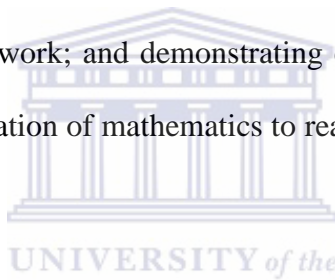 work; and demonstrating
ation of mathematics to rea
UNIVERSITY of the